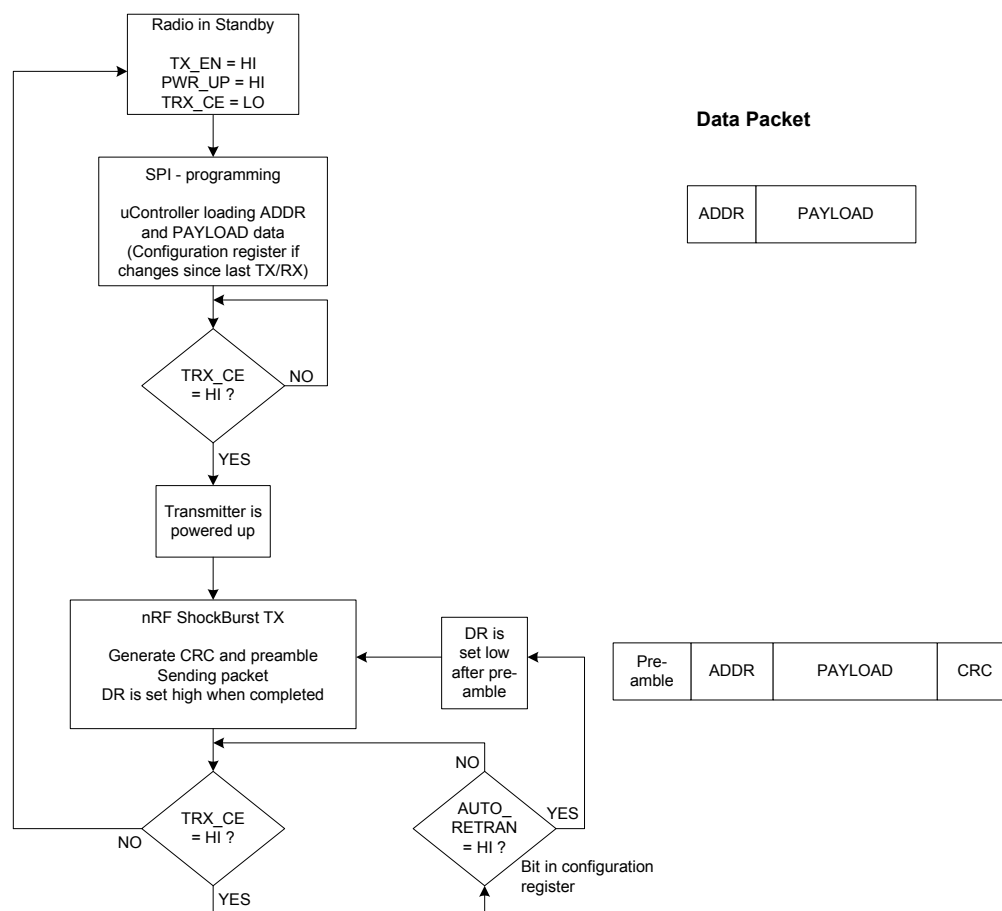 Radio in Standby
TX_EN = HI
PWR_UP = HI
TRX_CE = LO
Data Packet
SPI - programming
uController loading ADDR
and PAYLOAD data
(Configuration register if
changes since last TX/RX)
ADDR
PAYLOAD
TRX_CE
= HI ?
NO
YES
Transmitter is
powered up
nRF ShockBurst TX
Generate CRC and preamble
Sending packet
DR is set high when completed
DR is
set low
after pre-
amble
Pre-
amble
ADDR
PAYLOAD
CRC
NO
TRX_CE
= HI ?
NO
YES
AUTO_
RETRAN
= HI ?
YES
Bit in configuration
register